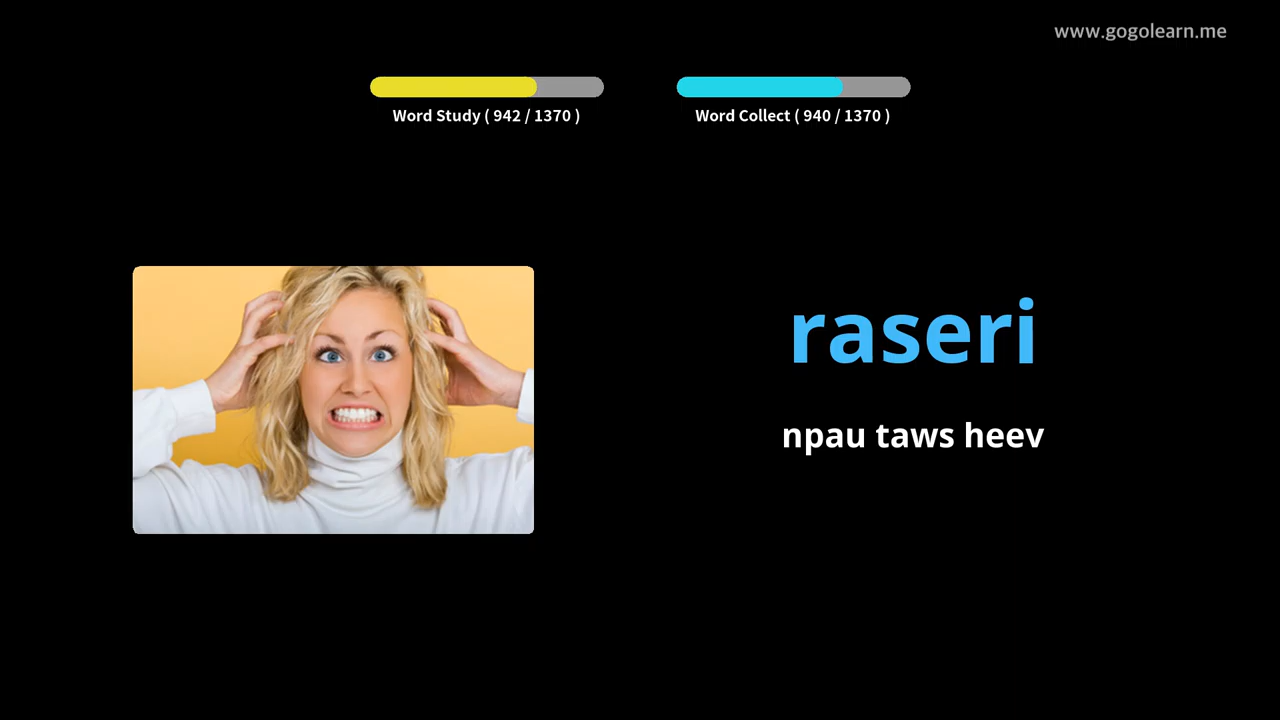 www.gogolearn.me
Word Study ( 942 / 1370 )
Word Collect ( 940 / 1370 )
raseri
npau taws heev